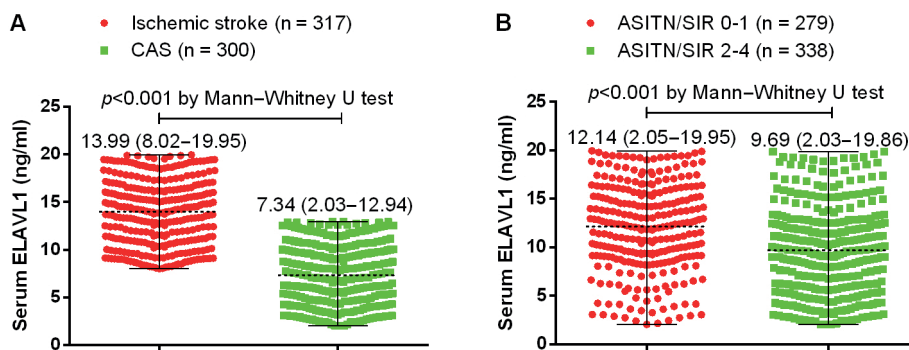 A
Ischemic stroke (n = 317)
CAS (n = 300)
p<0.001 by Mann–Whitney U test
13.99 (8.02–19.95)
7.34 (2.03–12.94)
Serum ELAVL1 (ng/ml)
25
20
15
10
5
0
B
ASITN/SIR 0-1 (n = 279)
ASITN/SIR 2-4 (n = 338)
p<0.001 by Mann–Whitney U test
12.14 (2.05–19.95)
9.69 (2.03–19.86)
Serum ELAVL1 (ng/ml)
25
20
15
10
5
0